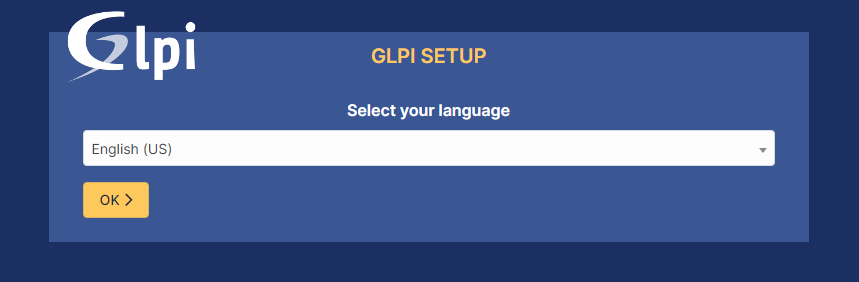 Glpi
GLPI SETUP
Select your language
English (US)
OK